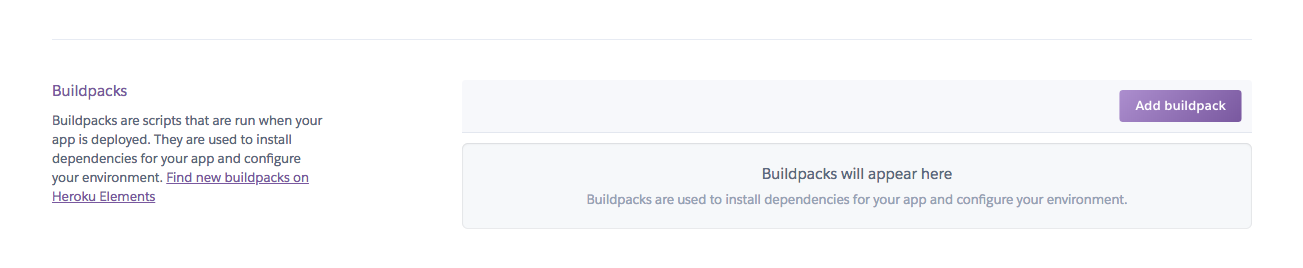 Buildpacks
Buildpacks are scripts that are run when your
app is deployed. They are used to install
dependencies for your app and configure
your environment. Find new buildpacks on
Heroku Elements
Add buildpack
Buildpacks will appear here
Buildpacks are used to install dependencies for your app and configure your environment.